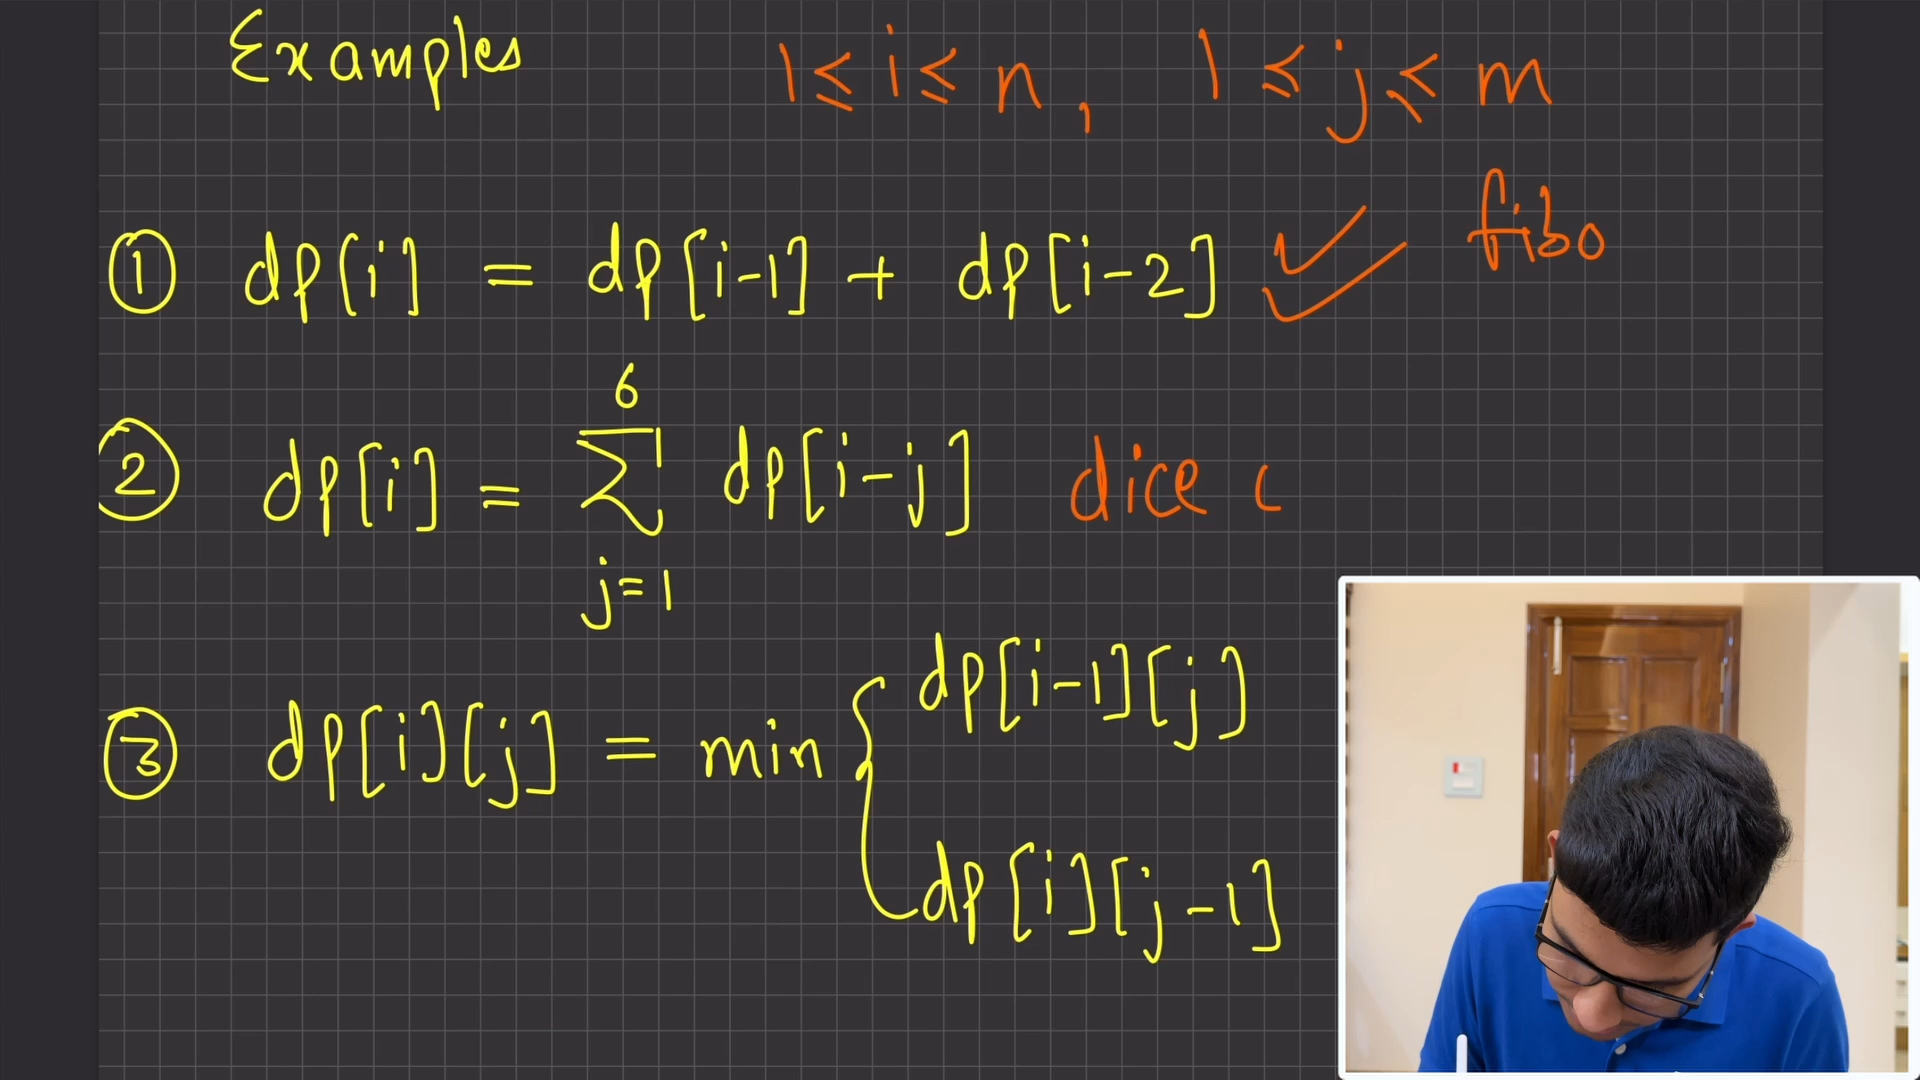 Examples 1 ≤ i ≤ n, 1 ≤ j ≤ m
① dp[i] = dp[i-1] + dp[i-2] ✓✓ fibo
6
② dp[i] = ∑ dp[i-j] dice c
j=1
dp[i-1][j]
③ dp[i][j] = min {
dp[i][j-1]